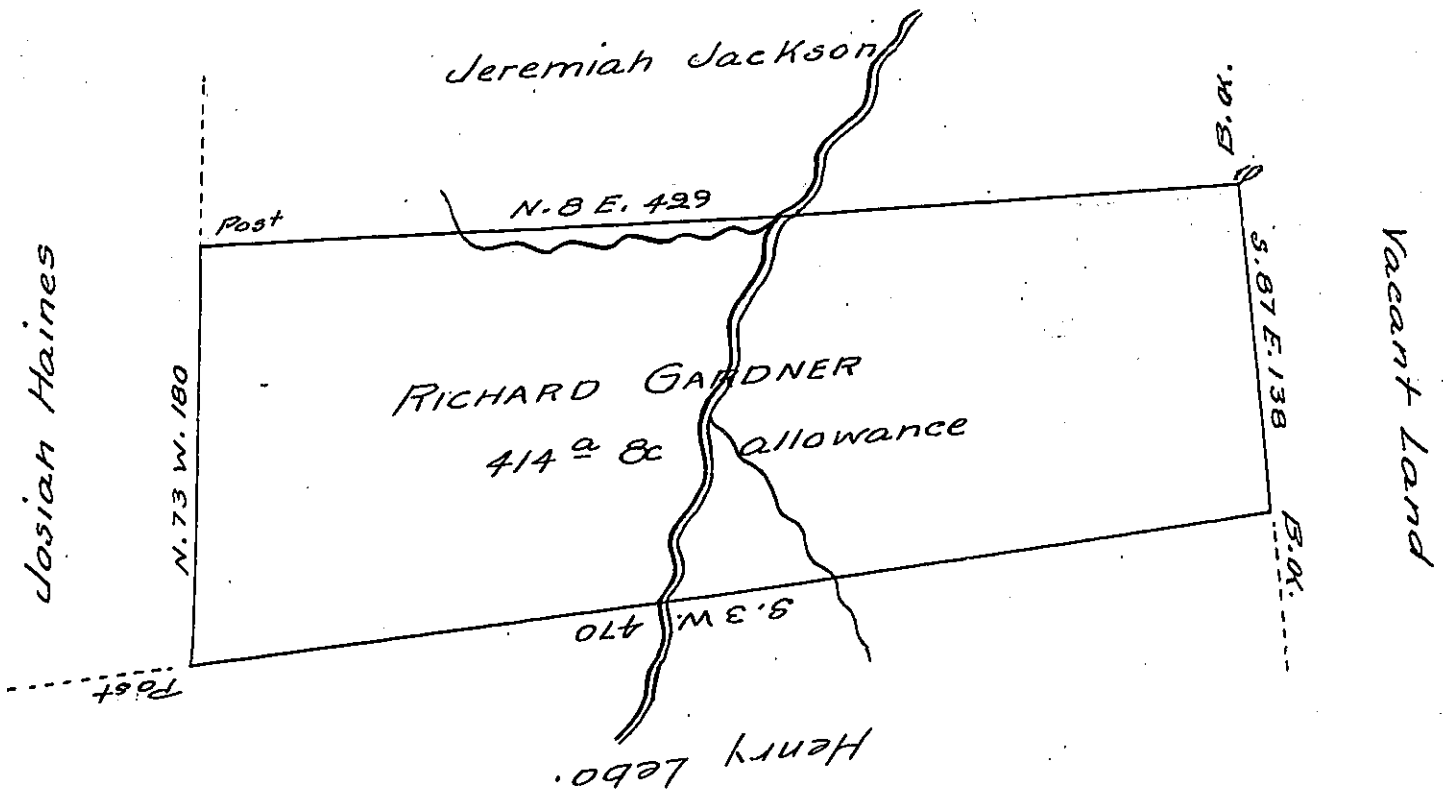 Jeremiah Jackson
B.O.
Post
N. 8 E. 429
Josiah Haines
N. 73 W. 180
S. 87 E. 138
Vacant Land
RICHARD GARDNER
414 a & allowance
B.O.
S. 3 W. 470
Post
Henry Lebo.